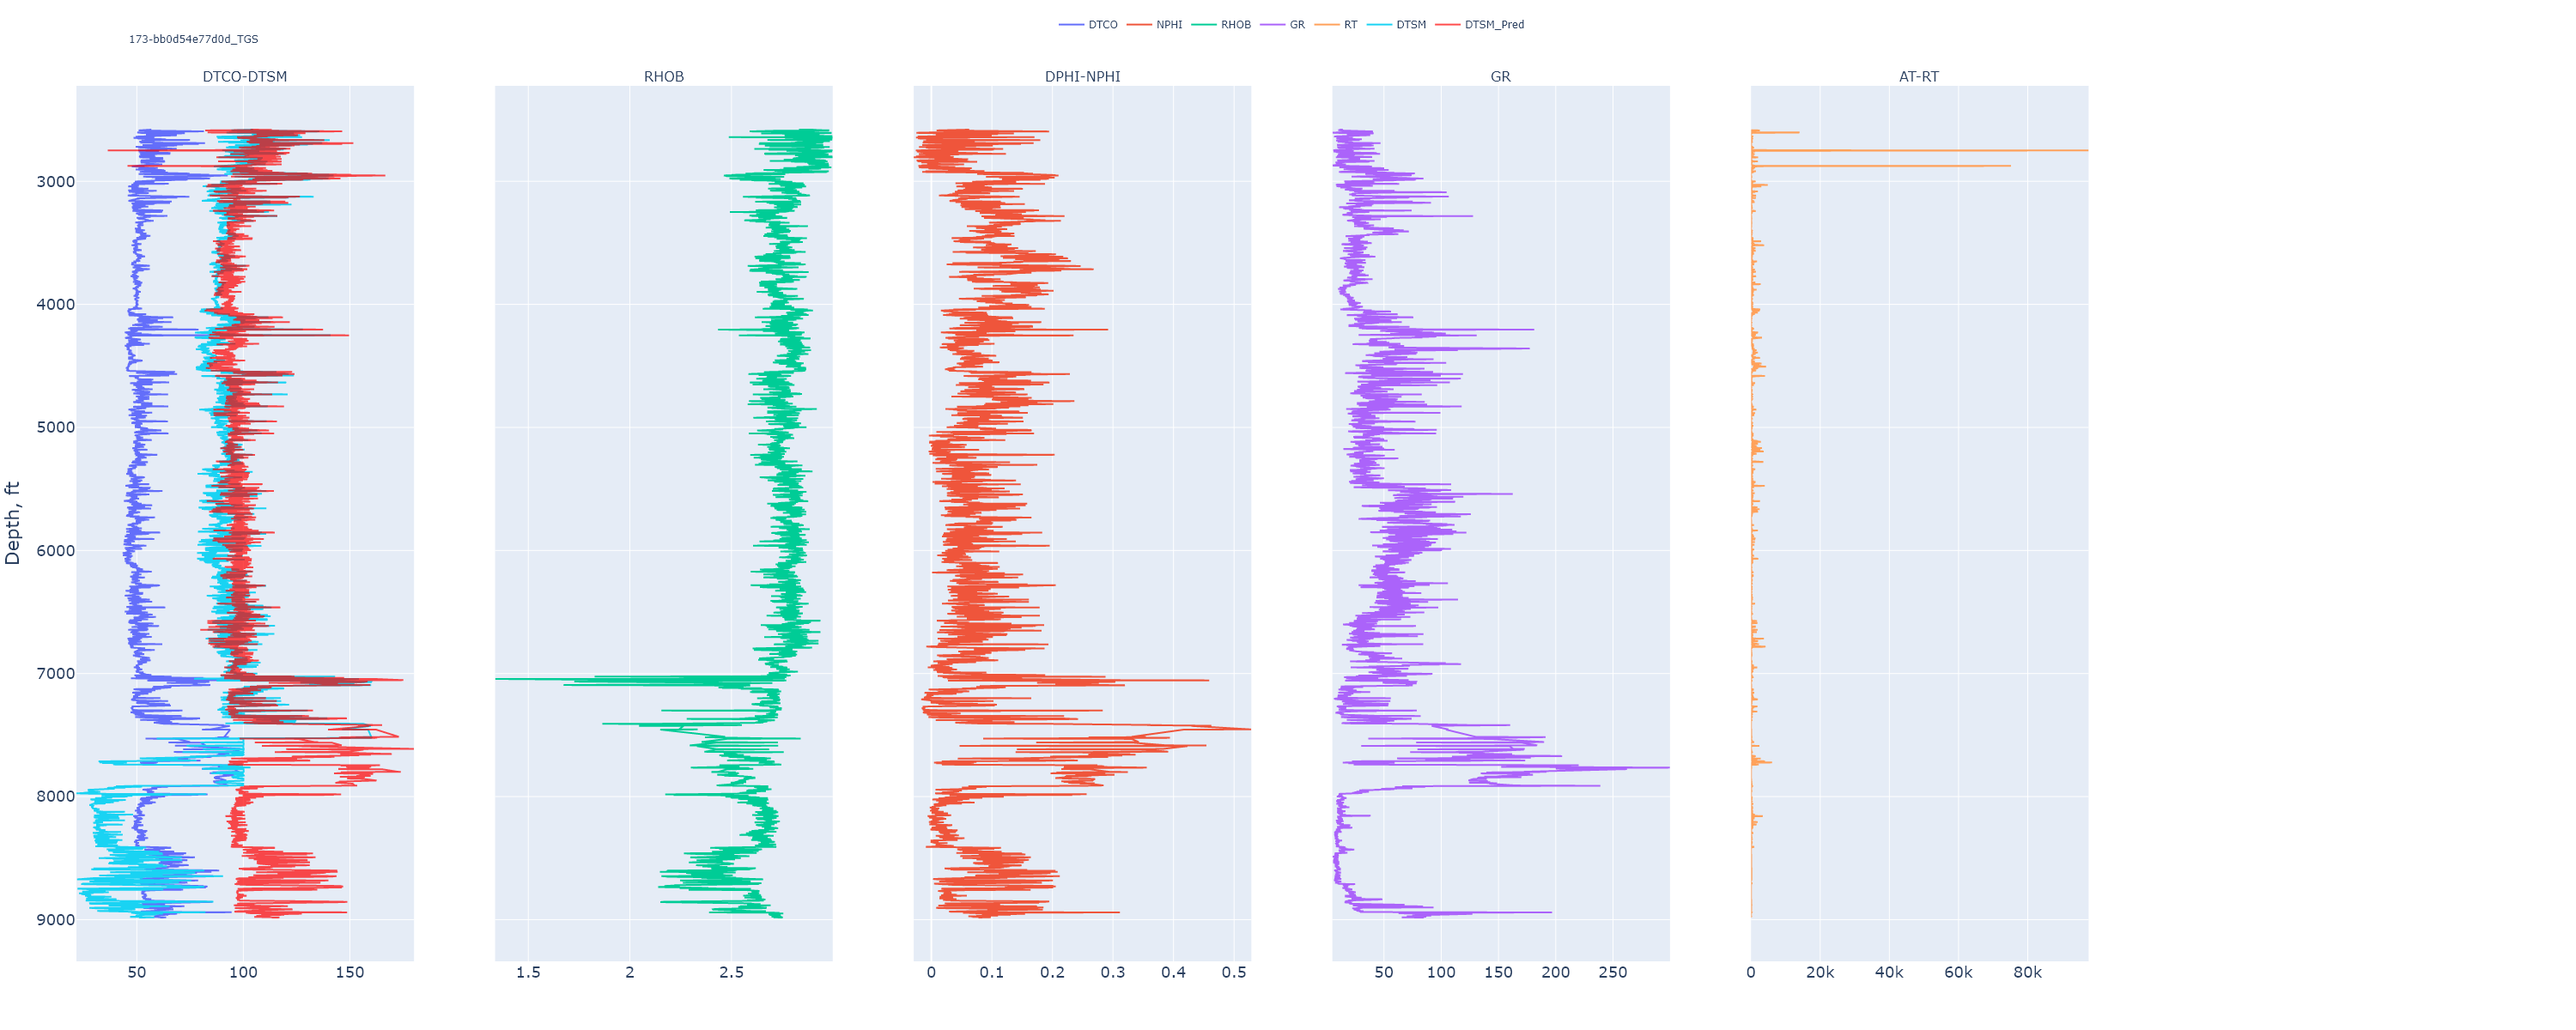 DTCO NPHI RHOB GR RT DTSM DTSM_Pred
173-bb0d54e77d0d_TGS
DTCO-DTSM RHOB DPHI-NPHI GR AT-RT
Depth, ft
3000
4000
5000
6000
7000
8000
9000
50 100 150 1.5 2 2.5 0 0.1 0.2 0.3 0.4 0.5 50 100 150 200 250 0 20k 40k 60k 80k